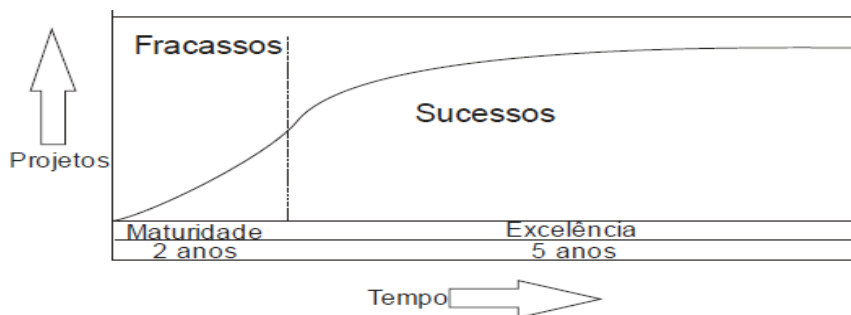 Fracassos
Sucessos
Projetos
Maturidade
Excelência
2 anos
5 anos
Tempo